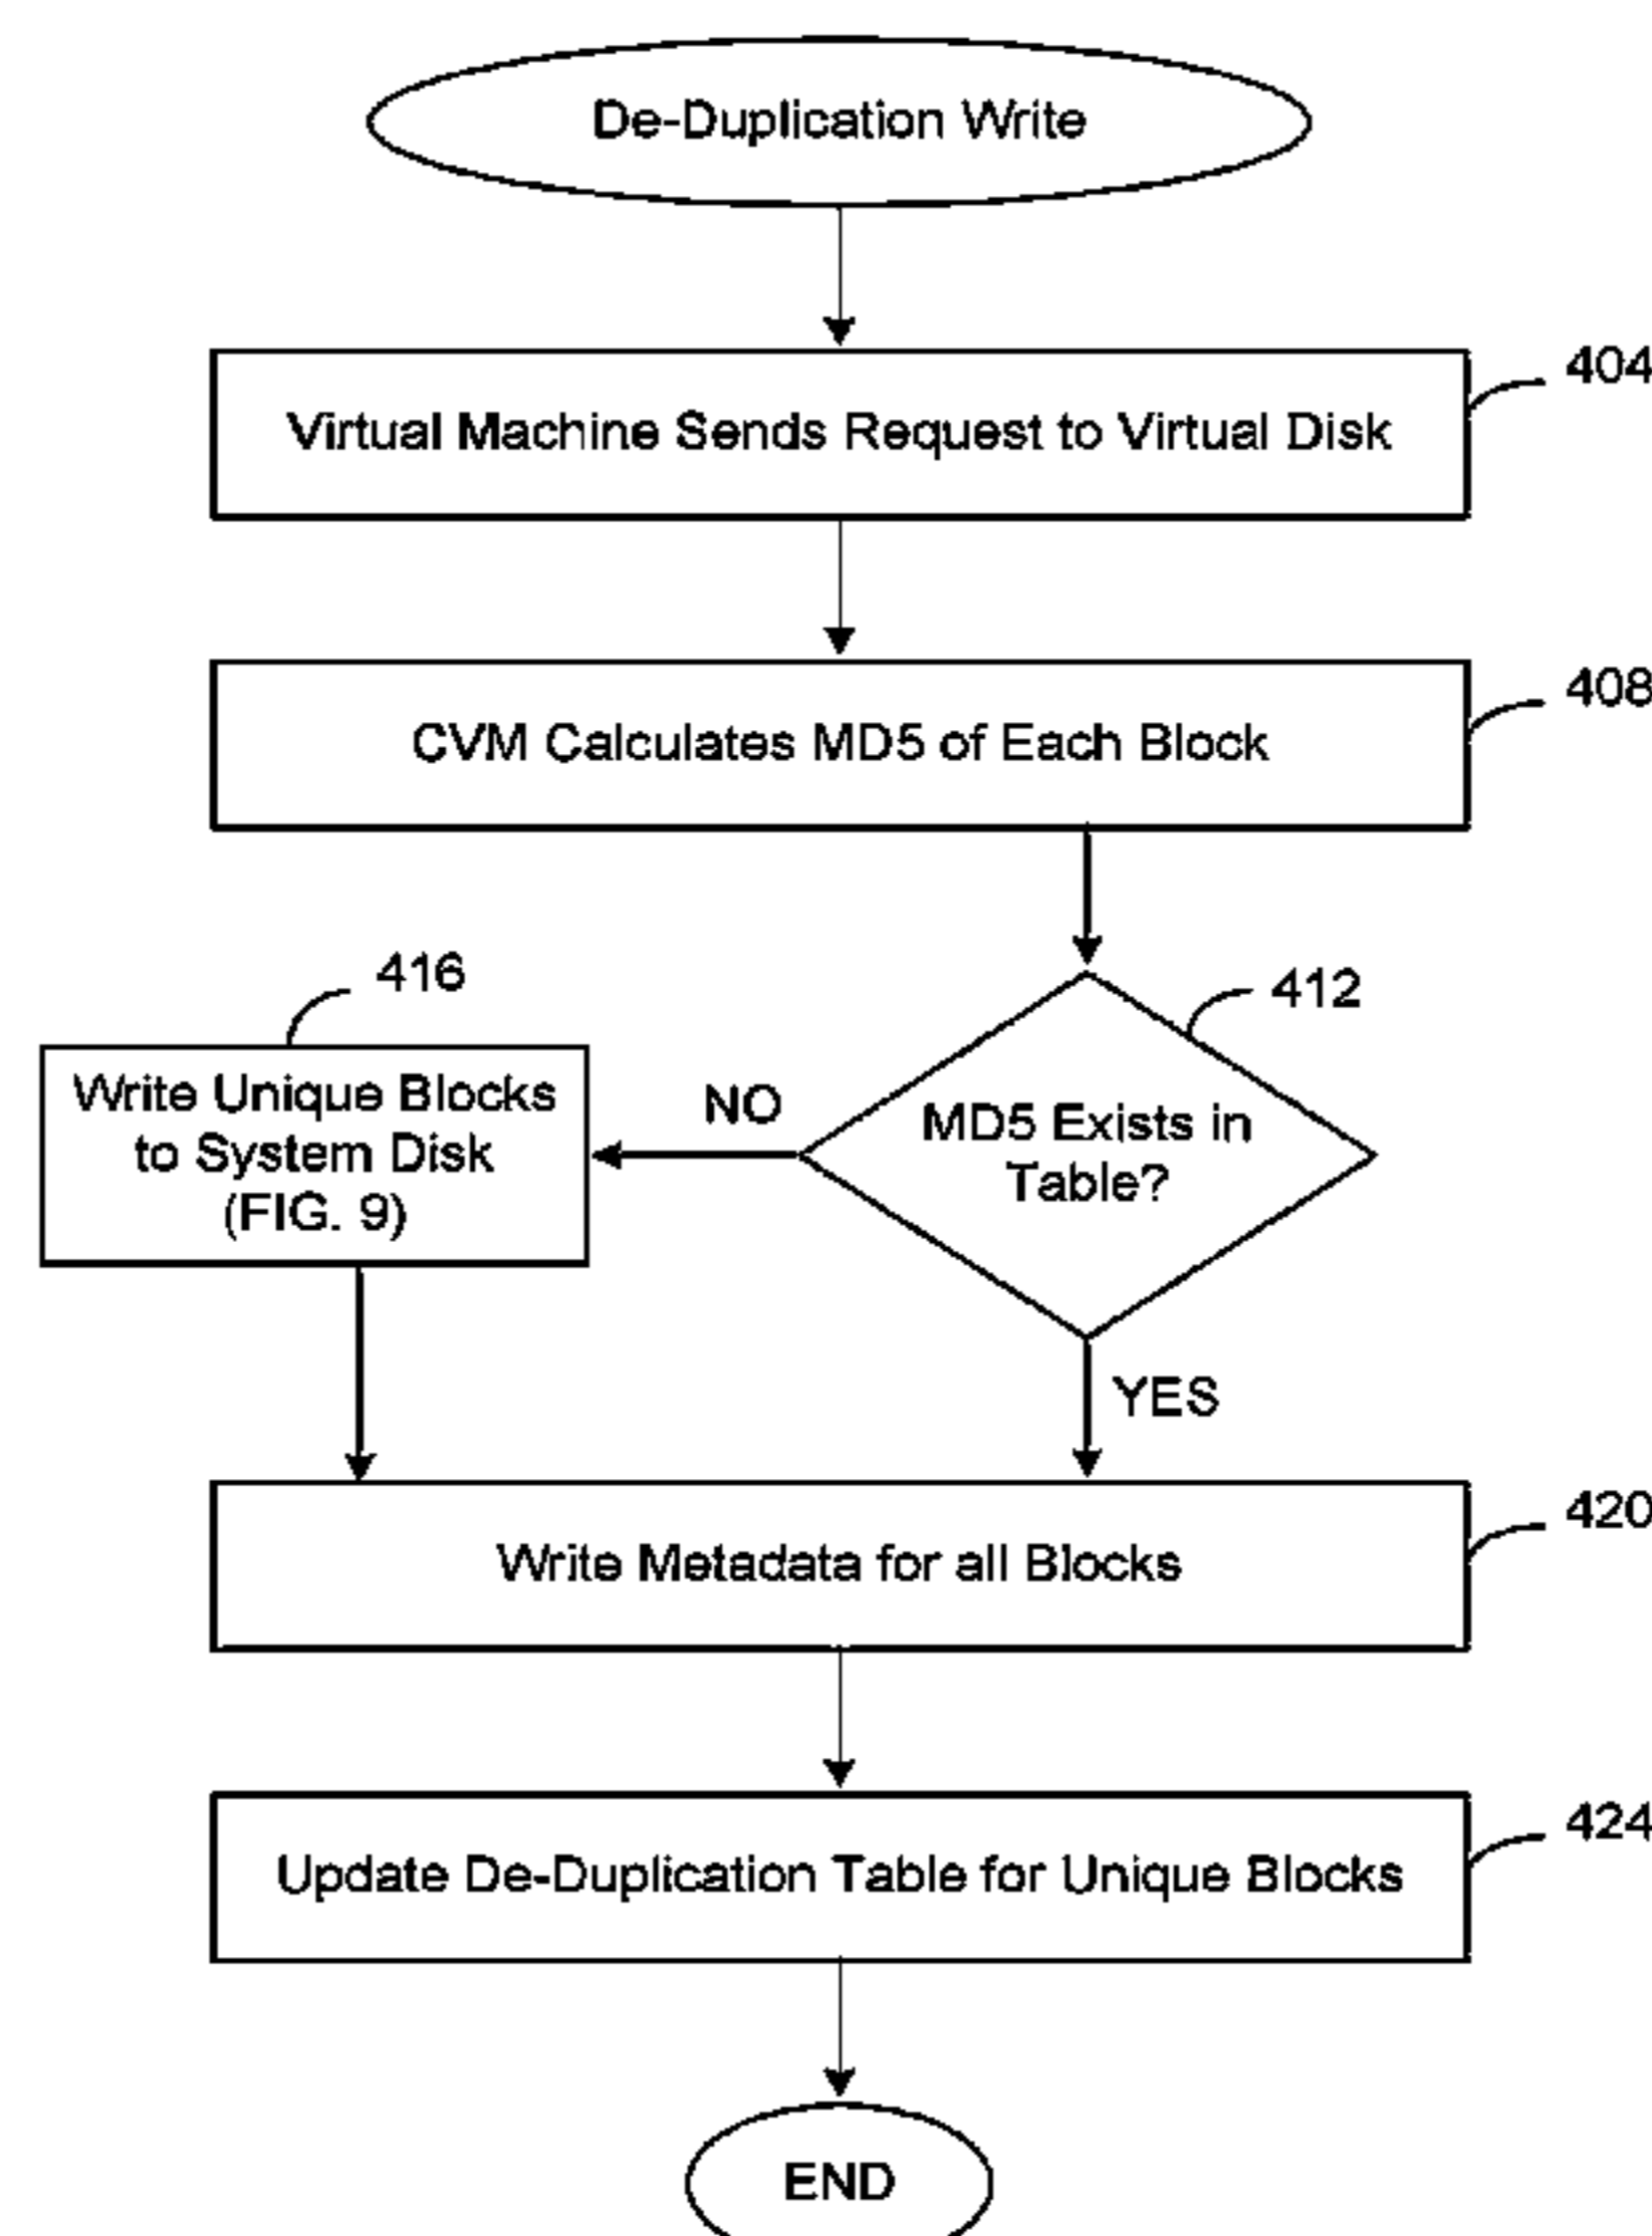 De-Duplication Write
404
Virtual Machine Sends Request to Virtual Disk
408
CVM Calculates MD5 of Each Block
416
412
Write Unique Blocks
to System Disk
(FIG. 9)
NO
MD5 Exists in
Table?
YES
420
Write Metadata for all Blocks
424
Update De-Duplication Table for Unique Blocks
END